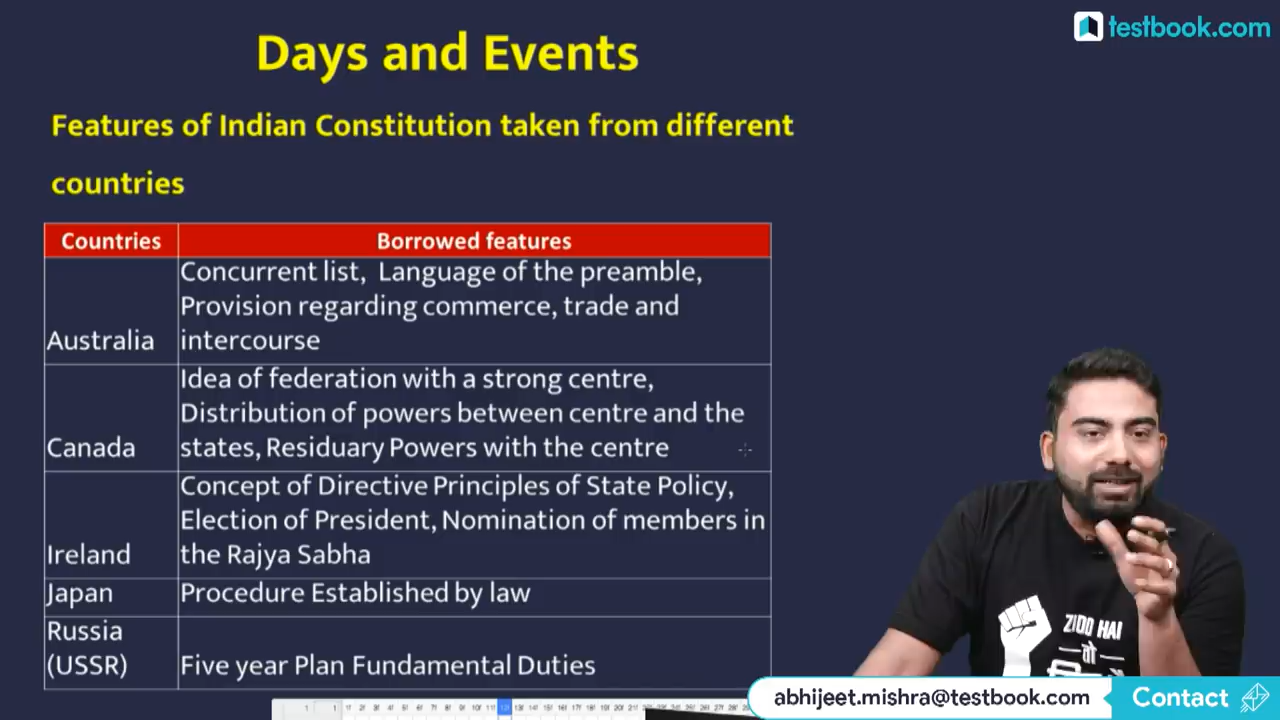 testbook.com
Days and Events
Features of Indian Constitution taken from different
countries
Countries Borrowed features
Concurrent list, Language of the preamble,
Provision regarding commerce, trade and
Australia intercourse
Idea of federation with a strong centre,
Distribution of powers between centre and the
Canada states, Residuary Powers with the centre
Concept of Directive Principles of State Policy,
Election of President, Nomination of members in
Ireland the Rajya Sabha
Japan Procedure Established by law
Russia
(USSR) Five year Plan Fundamental Duties
ZIDD HAI
तो
abhijeet.mishra@testbook.com Contact